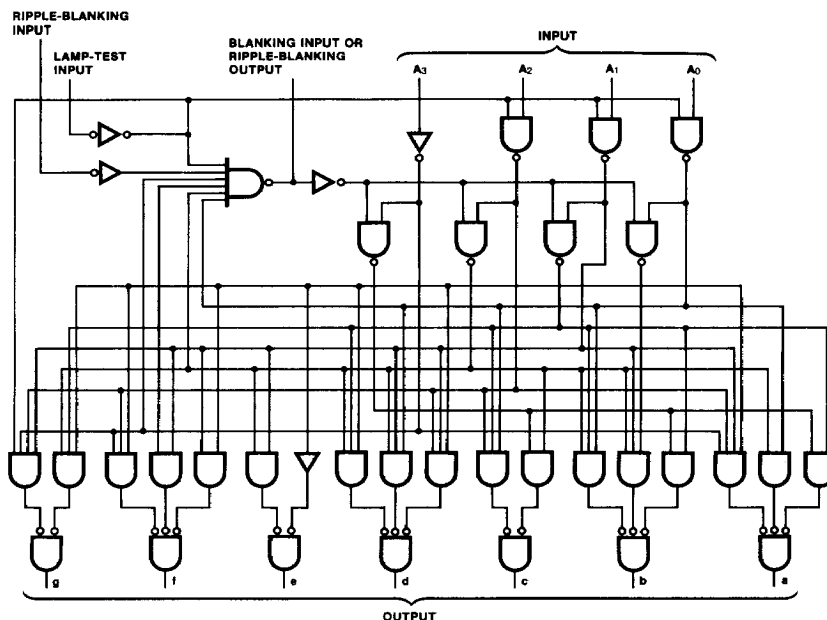 RIPPLE-BLANKING
INPUT
LAMP-TEST
INPUT
BLANKING INPUT OR
RIPPLE-BLANKING
OUTPUT
INPUT
A3 A2 A1 A0
g f e d c b a
OUTPUT